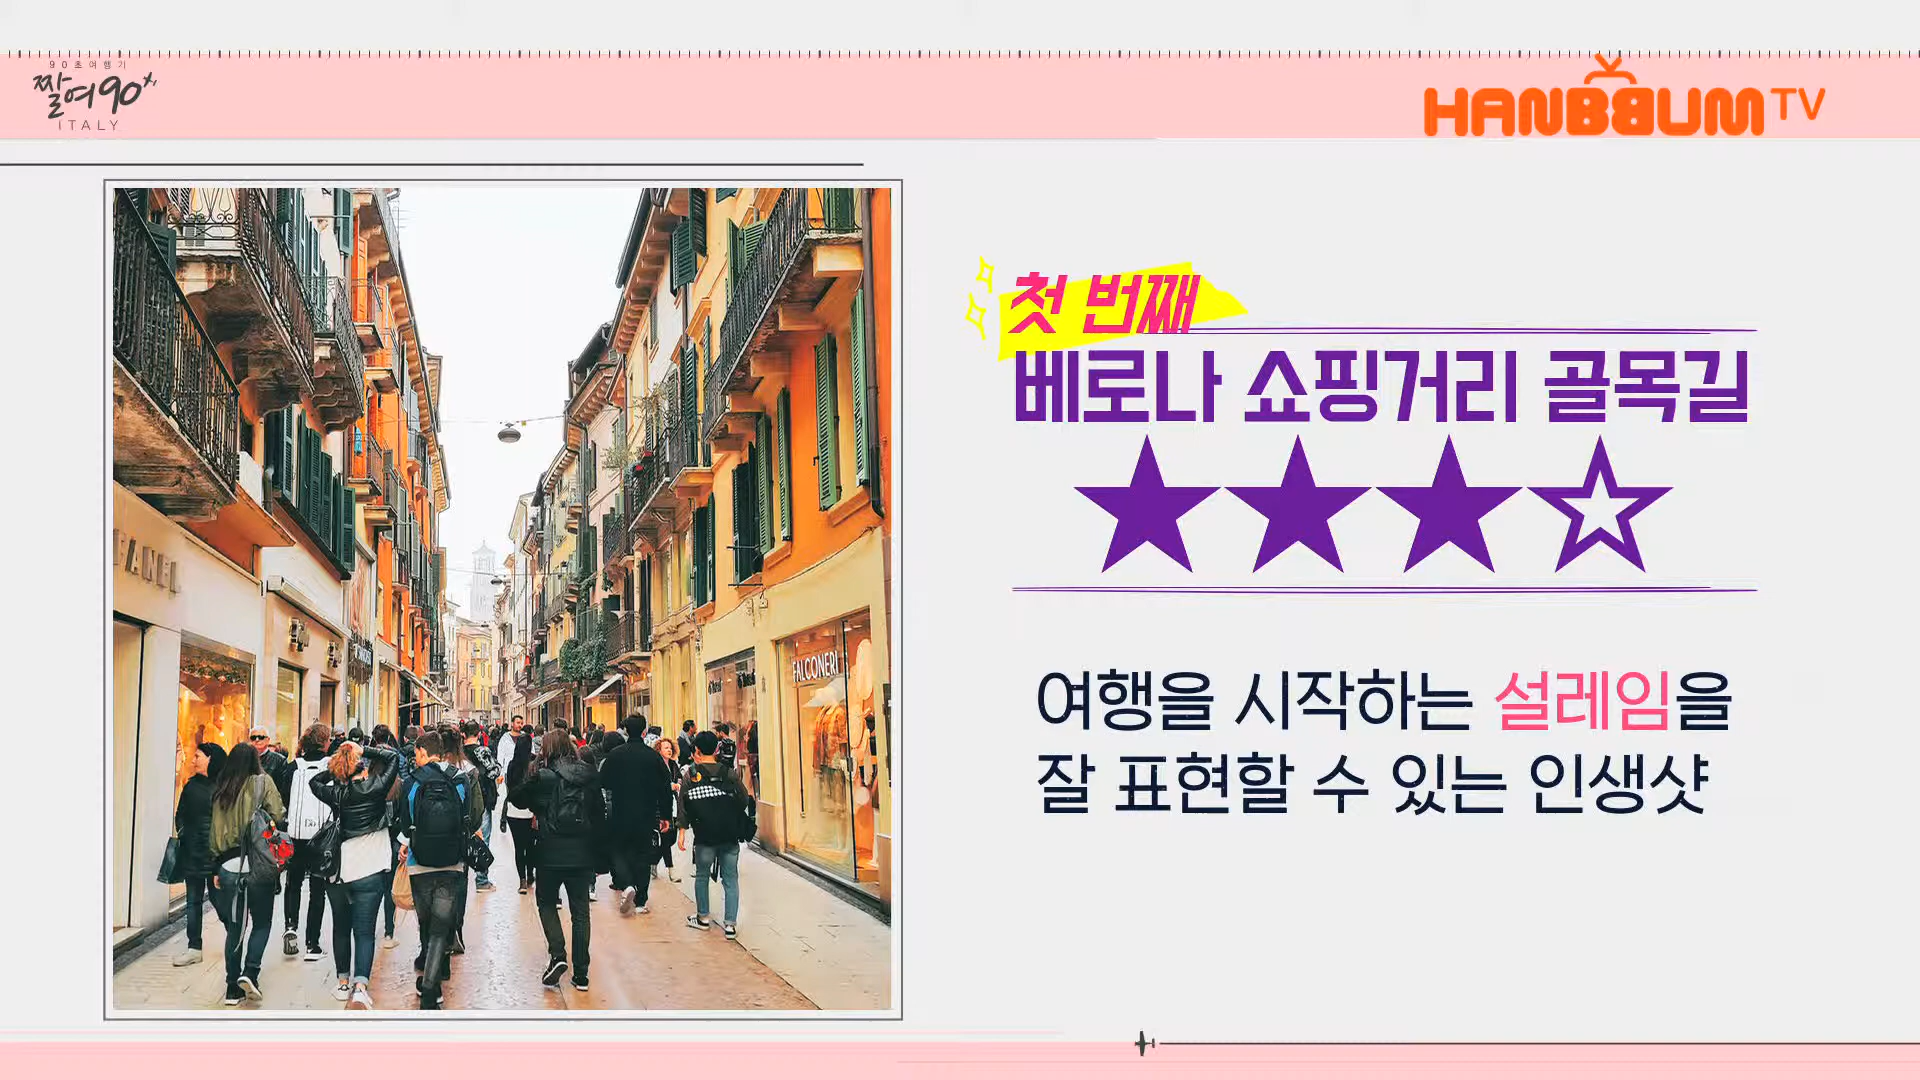 90초여행기
짤여90
ITALY
HANBBUM TV
첫 번째
베로나 쇼핑거리 골목길
여행을 시작하는 설레임을
잘 표현할 수 있는 인생샷
FALCONERI